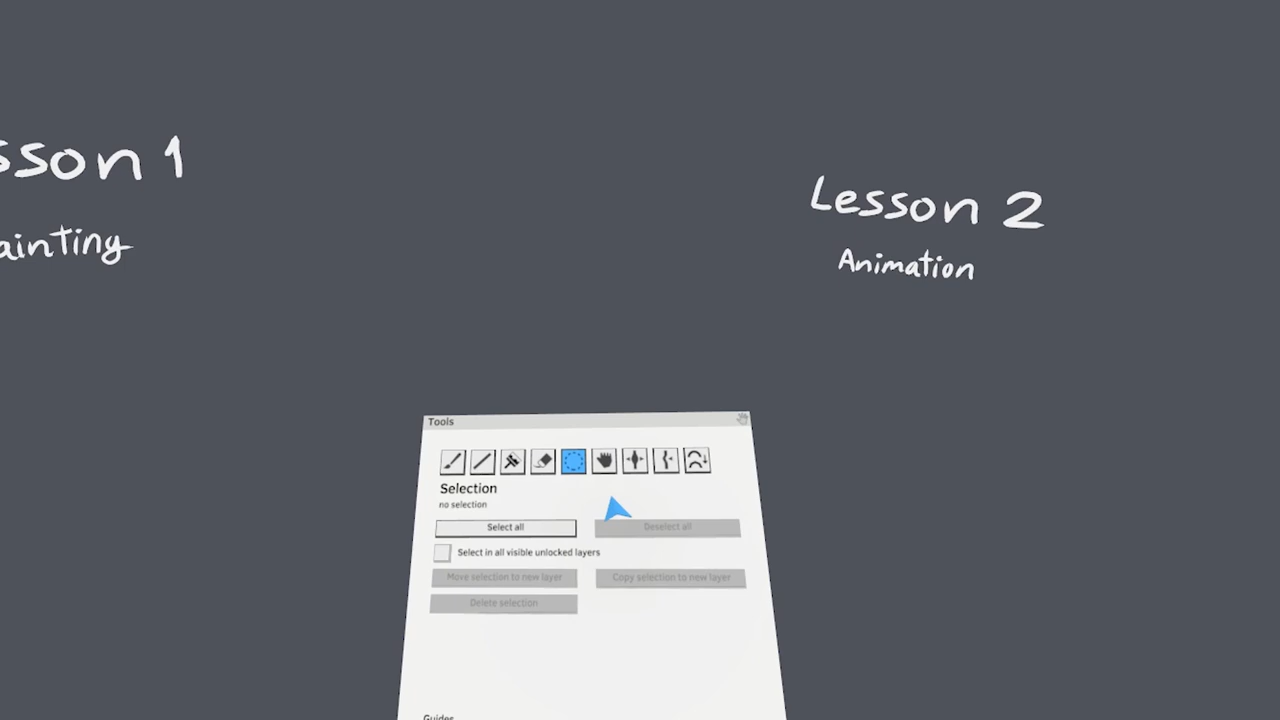 sson 1
ainting
Lesson 2
Animation
Tools
Selection
no selection
Select all
Deselect all
Select in all visible unlocked layers
Move selection to new layer
Copy selection to new layer
Delete selection
Guides